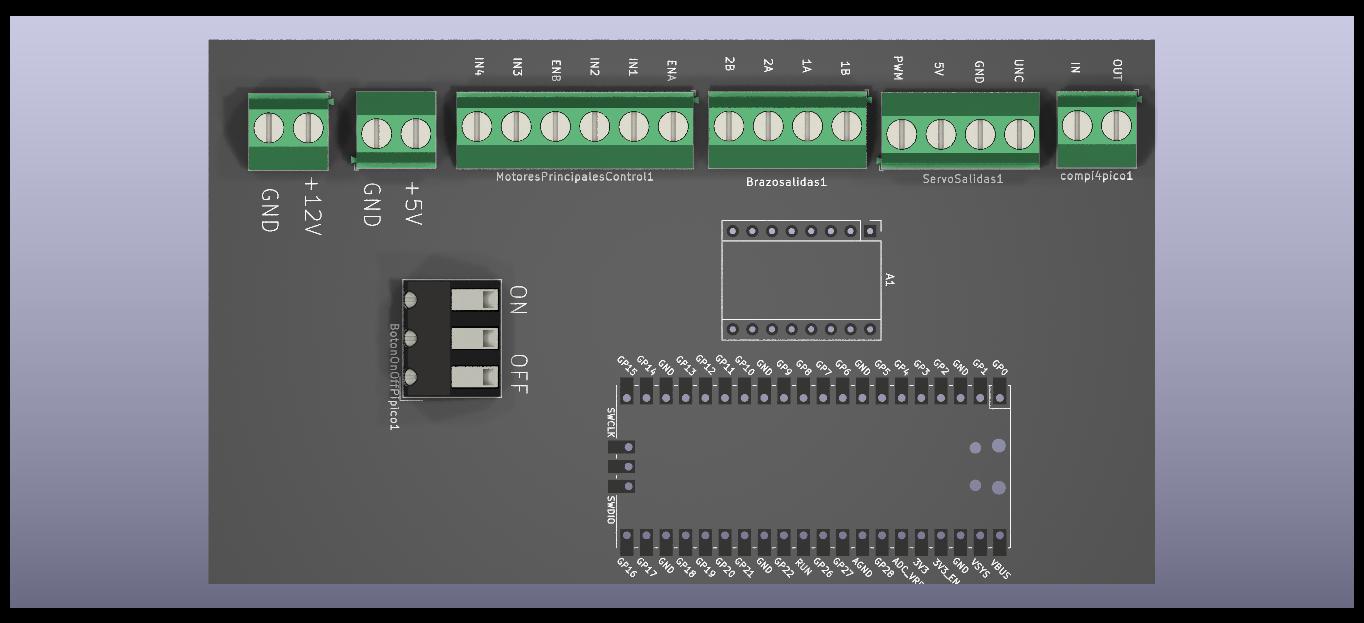 IN4 IN3 ENB IN2 IN1 ENA
2B 2A 1A 1B
PWM 5V GND UNC
IN OUT
MotoresPrincipalesControl1
Brazosalidas1
ServoSalidas1
compl4pico1
GND +12V
GND +5V
ON
OFF
BotonOnOffPipico1
A1
GP15 GP14 GND GP13 GP12 GP11 GP10 GND GP9 GP8 GP7 GP6 GND GP5 GP4 GP3 GP2 GND GP1 GP0
SWCLK
SWDIO
GP16 GP17 GND GP18 GP19 GP20 GP21 GND GP22 RUN GP26 GP27 AGND GP28 ADC_VRE 3V3 3V3_EN GND VSYS VBUS